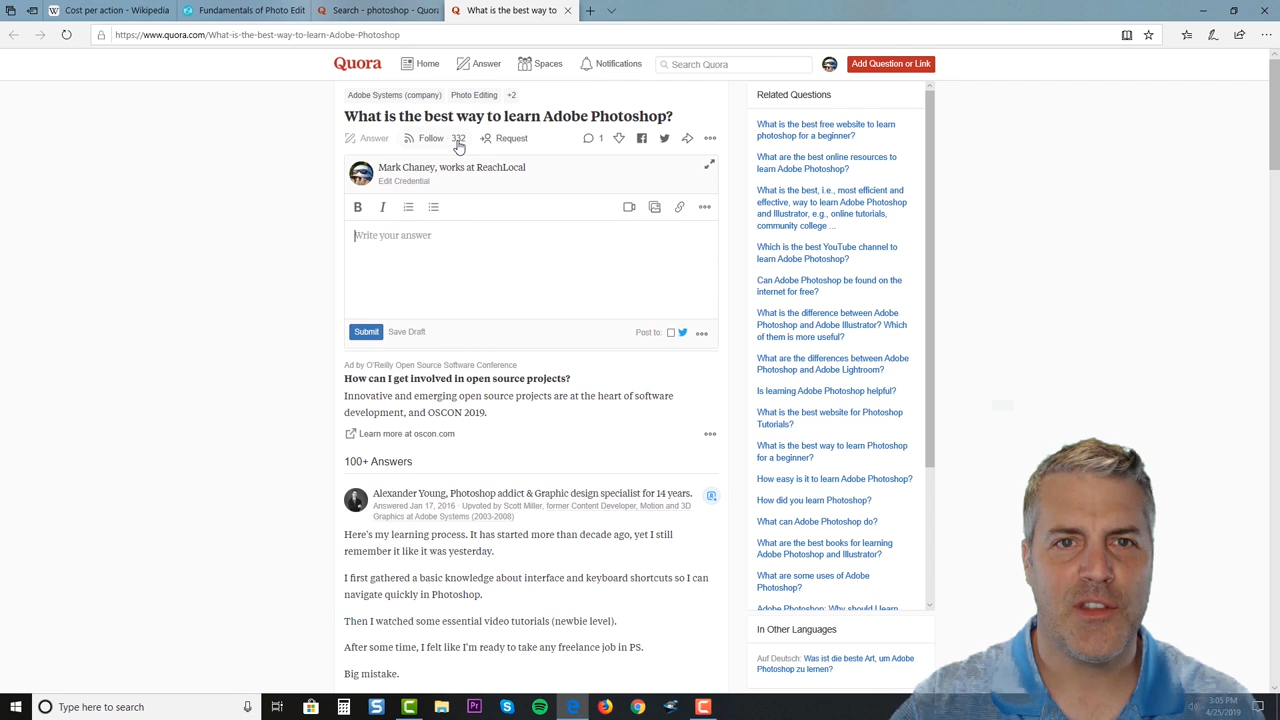 Cost per action - Wikipedia
Fundamentals of Photo Edit
What is the best way to
https://www.quora.com/What-is-the-best-way-to-learn-Adobe-Photoshop
Quora
Home
Answer
Spaces
Notifications
Search Quora
Add Question or Link
Adobe Systems (company)
Photo Editing
+2
What is the best way to learn Adobe Photoshop?
Answer
Follow 332
Request
1
Mark Chaney, works at ReachLocal
Edit Credential
B I
Write your answer
Submit
Save Draft
Post to:
Ad by O'Reilly Open Source Software Conference
How can I get involved in open source projects?
Innovative and emerging open source projects are at the heart of software
development, and OSCON 2019.
Learn more at oscon.com
100+ Answers
Alexander Young, Photoshop addict & Graphic design specialist for 14 years.
Answered Jan 17, 2016 · Upvoted by Scott Miller, former Content Developer, Motion and 3D
Graphics at Adobe Systems (2003-2008)
Here's my learning process. It has started more than decade ago, yet I still
remember it like it was yesterday.
I first gathered a basic knowledge about interface and keyboard shortcuts so I can
navigate quickly in Photoshop.
Then I watched some essential video tutorials (newbie level).
After some time, I felt like I'm ready to take any freelance job in PS.
Big mistake.
Related Questions
What is the best free website to learn
photoshop for a beginner?
What are the best online resources to
learn Adobe Photoshop?
What is the best, i.e., most efficient and
effective, way to learn Adobe Photoshop
and Illustrator, e.g., online tutorials,
community college ...
Which is the best YouTube channel to
learn Adobe Photoshop?
Can Adobe Photoshop be found on the
internet for free?
What is the difference between Adobe
Photoshop and Adobe Illustrator? Which
of them is more useful?
What are the differences between Adobe
Photoshop and Adobe Lightroom?
Is learning Adobe Photoshop helpful?
What is the best website for Photoshop
Tutorials?
What is the best way to learn Photoshop
for a beginner?
How easy is it to learn Adobe Photoshop?
How did you learn Photoshop?
What can Adobe Photoshop do?
What are the best books for learning
Adobe Photoshop and Illustrator?
What are some uses of Adobe
Photoshop?
Adobe Photoshop: Why should I learn
In Other Languages
Auf Deutsch: Was ist die beste Art, um Adobe
Photoshop zu lernen?
Type here to search
3:05 PM
4/25/2019